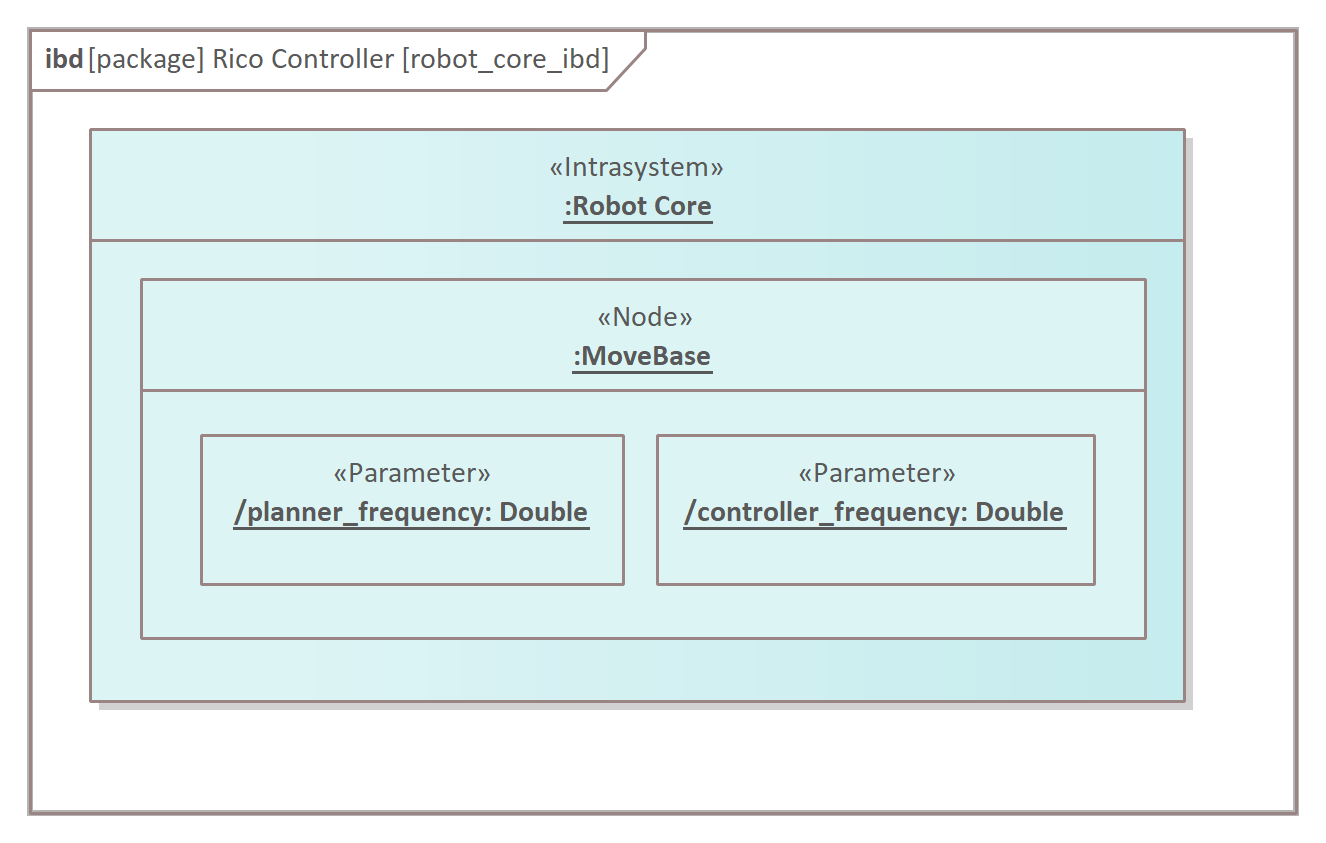 ibd [package] Rico Controller [robot_core_ibd]
«Intrasystem»
:Robot Core
«Node»
:MoveBase
«Parameter»
/planner_frequency: Double
«Parameter»
/controller_frequency: Double